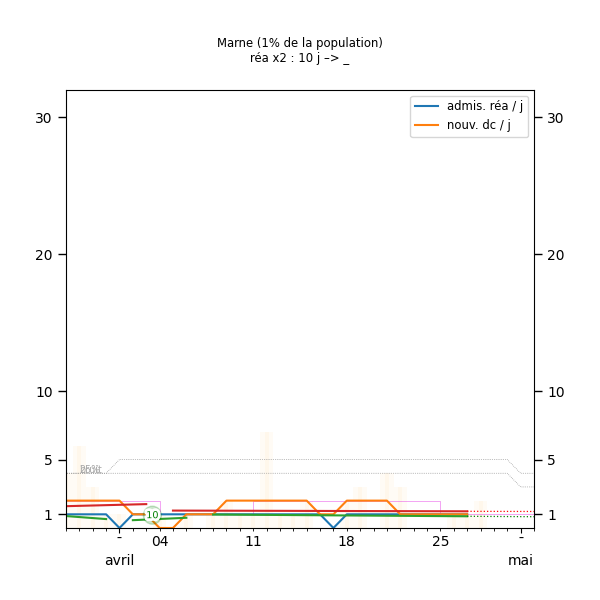 Marne (1% de la population)
réa x2 : 10 j –> _
admis. réa / j
nouv. dc / j
30 30
20 20
10 10
5 5
1 1
10
- 04 11 18 25 -
avril mai